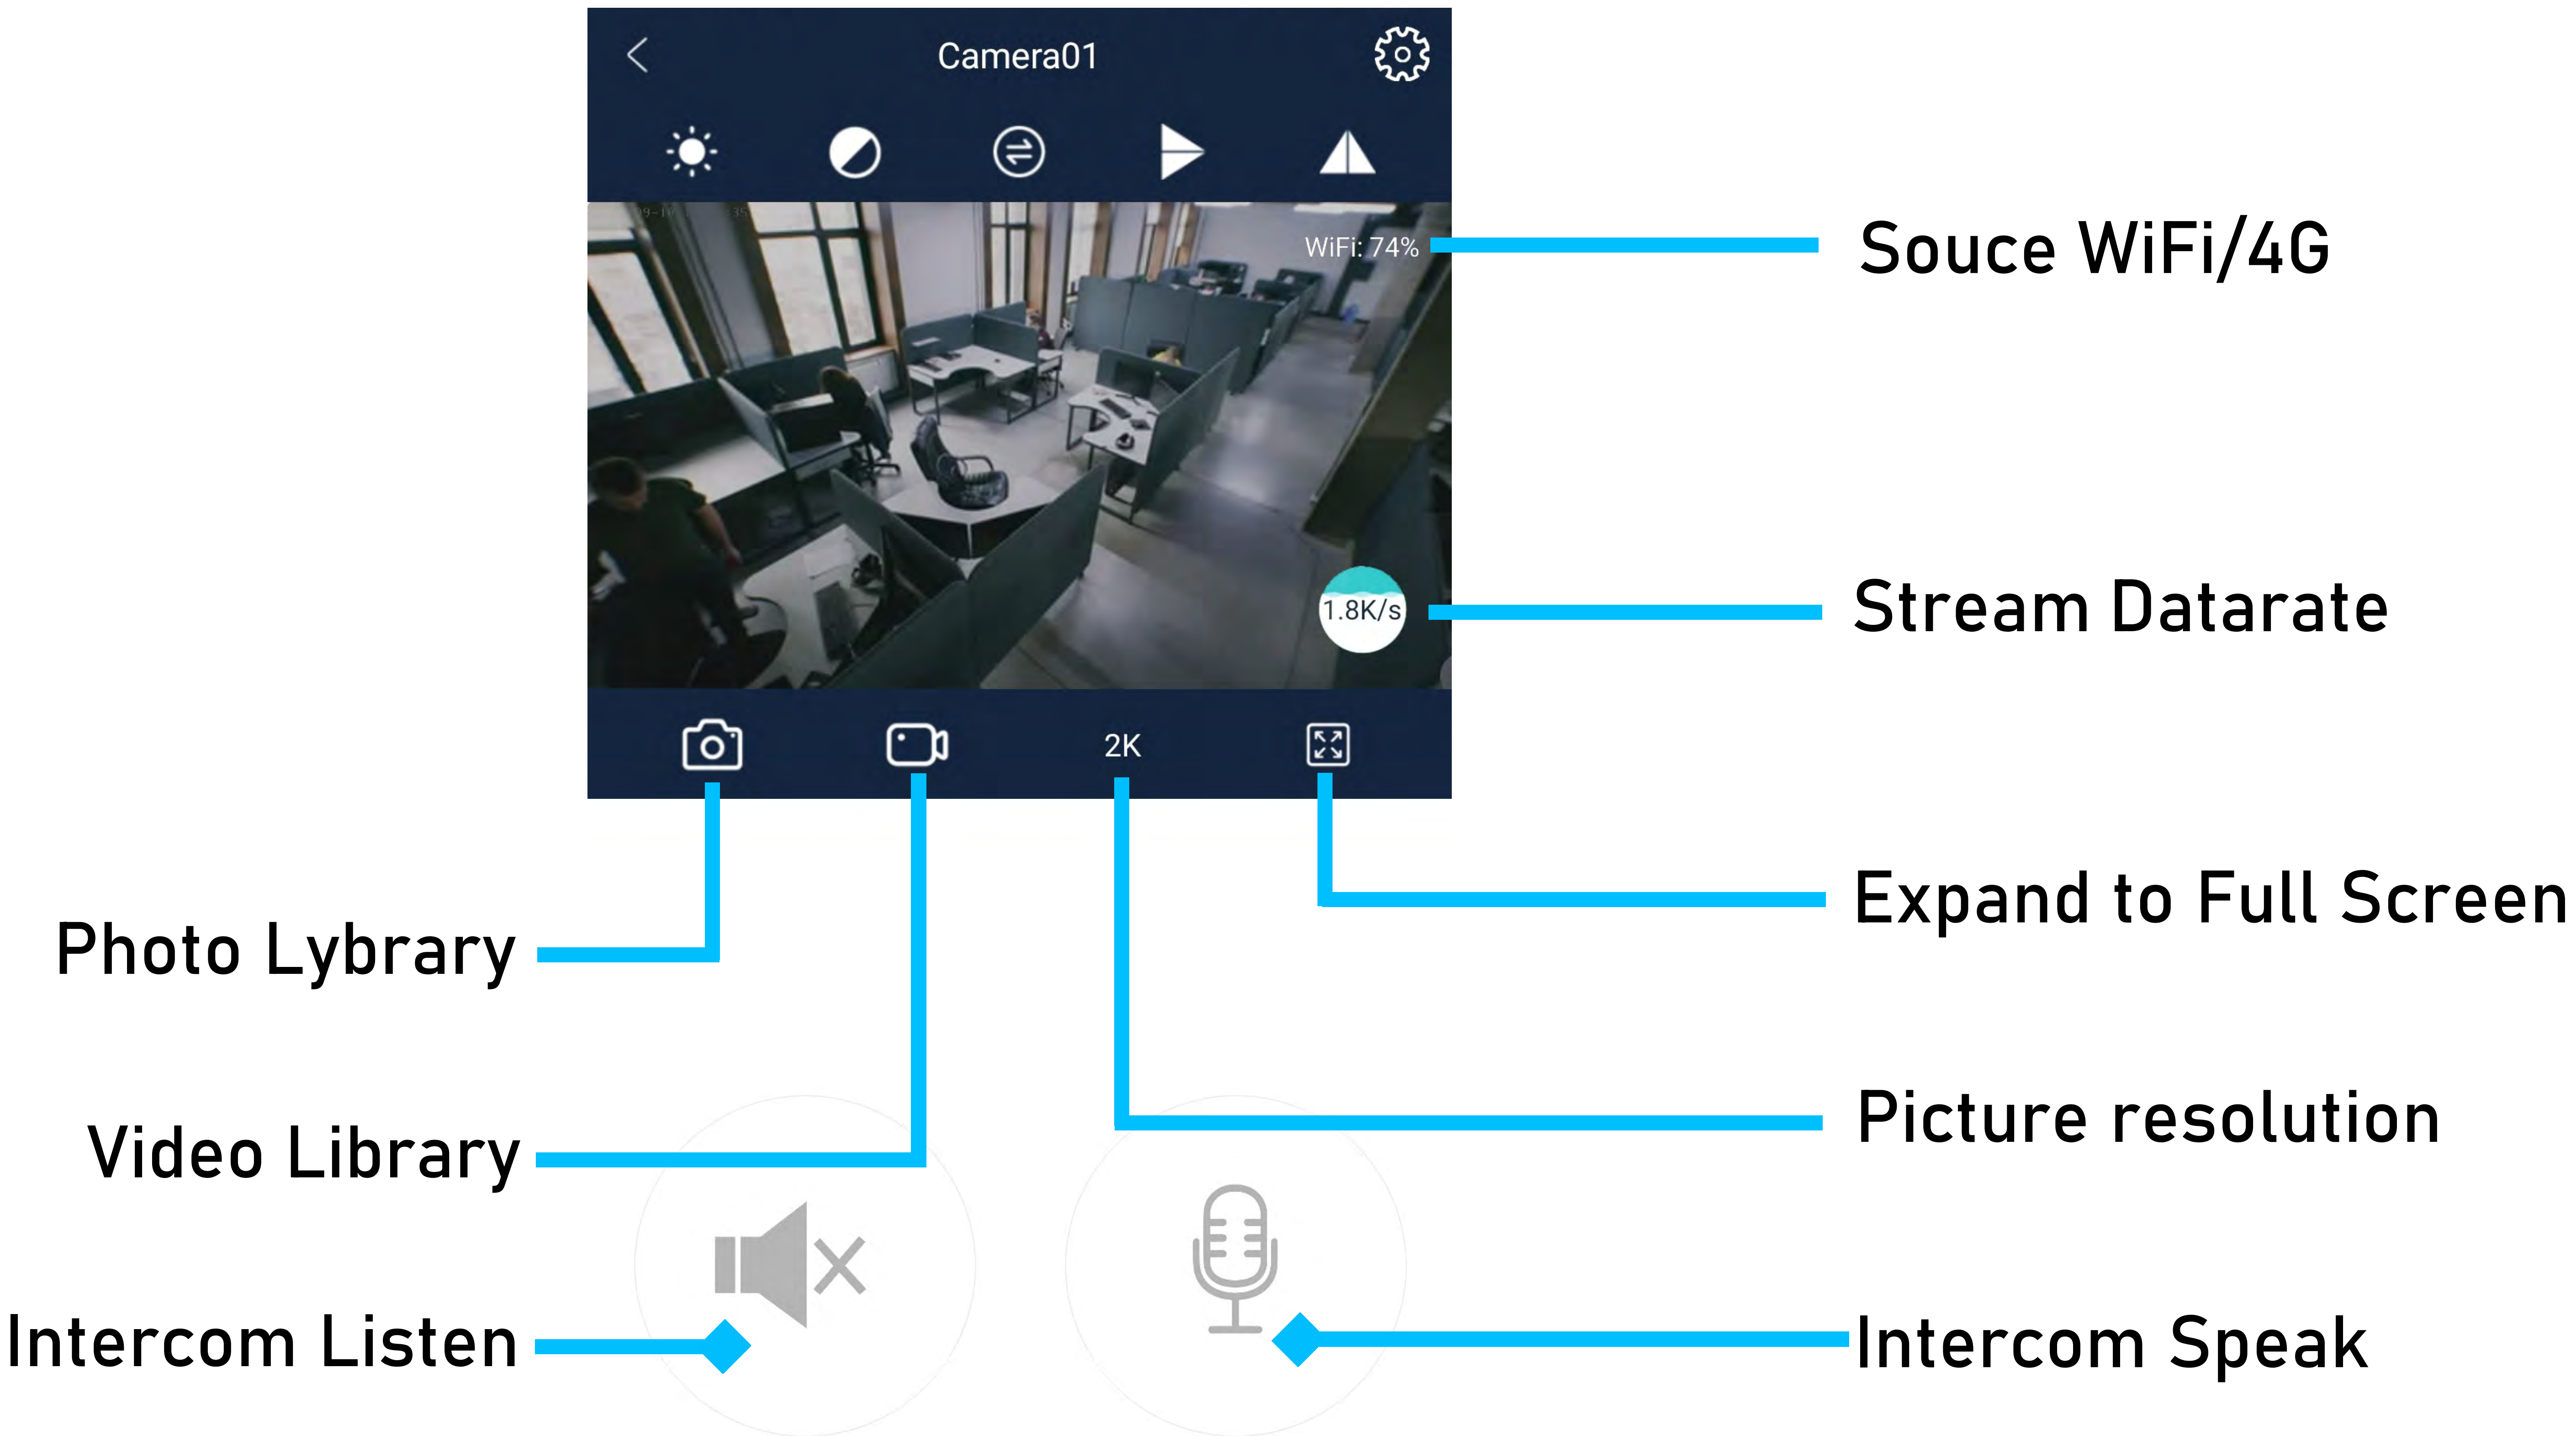 Camera01
WiFi: 74%
Souce WiFi/4G
1.8K/s
Stream Datarate
2K
Expand to Full Screen
Photo Lybrary
Picture resolution
Video Library
Intercom Listen
Intercom Speak